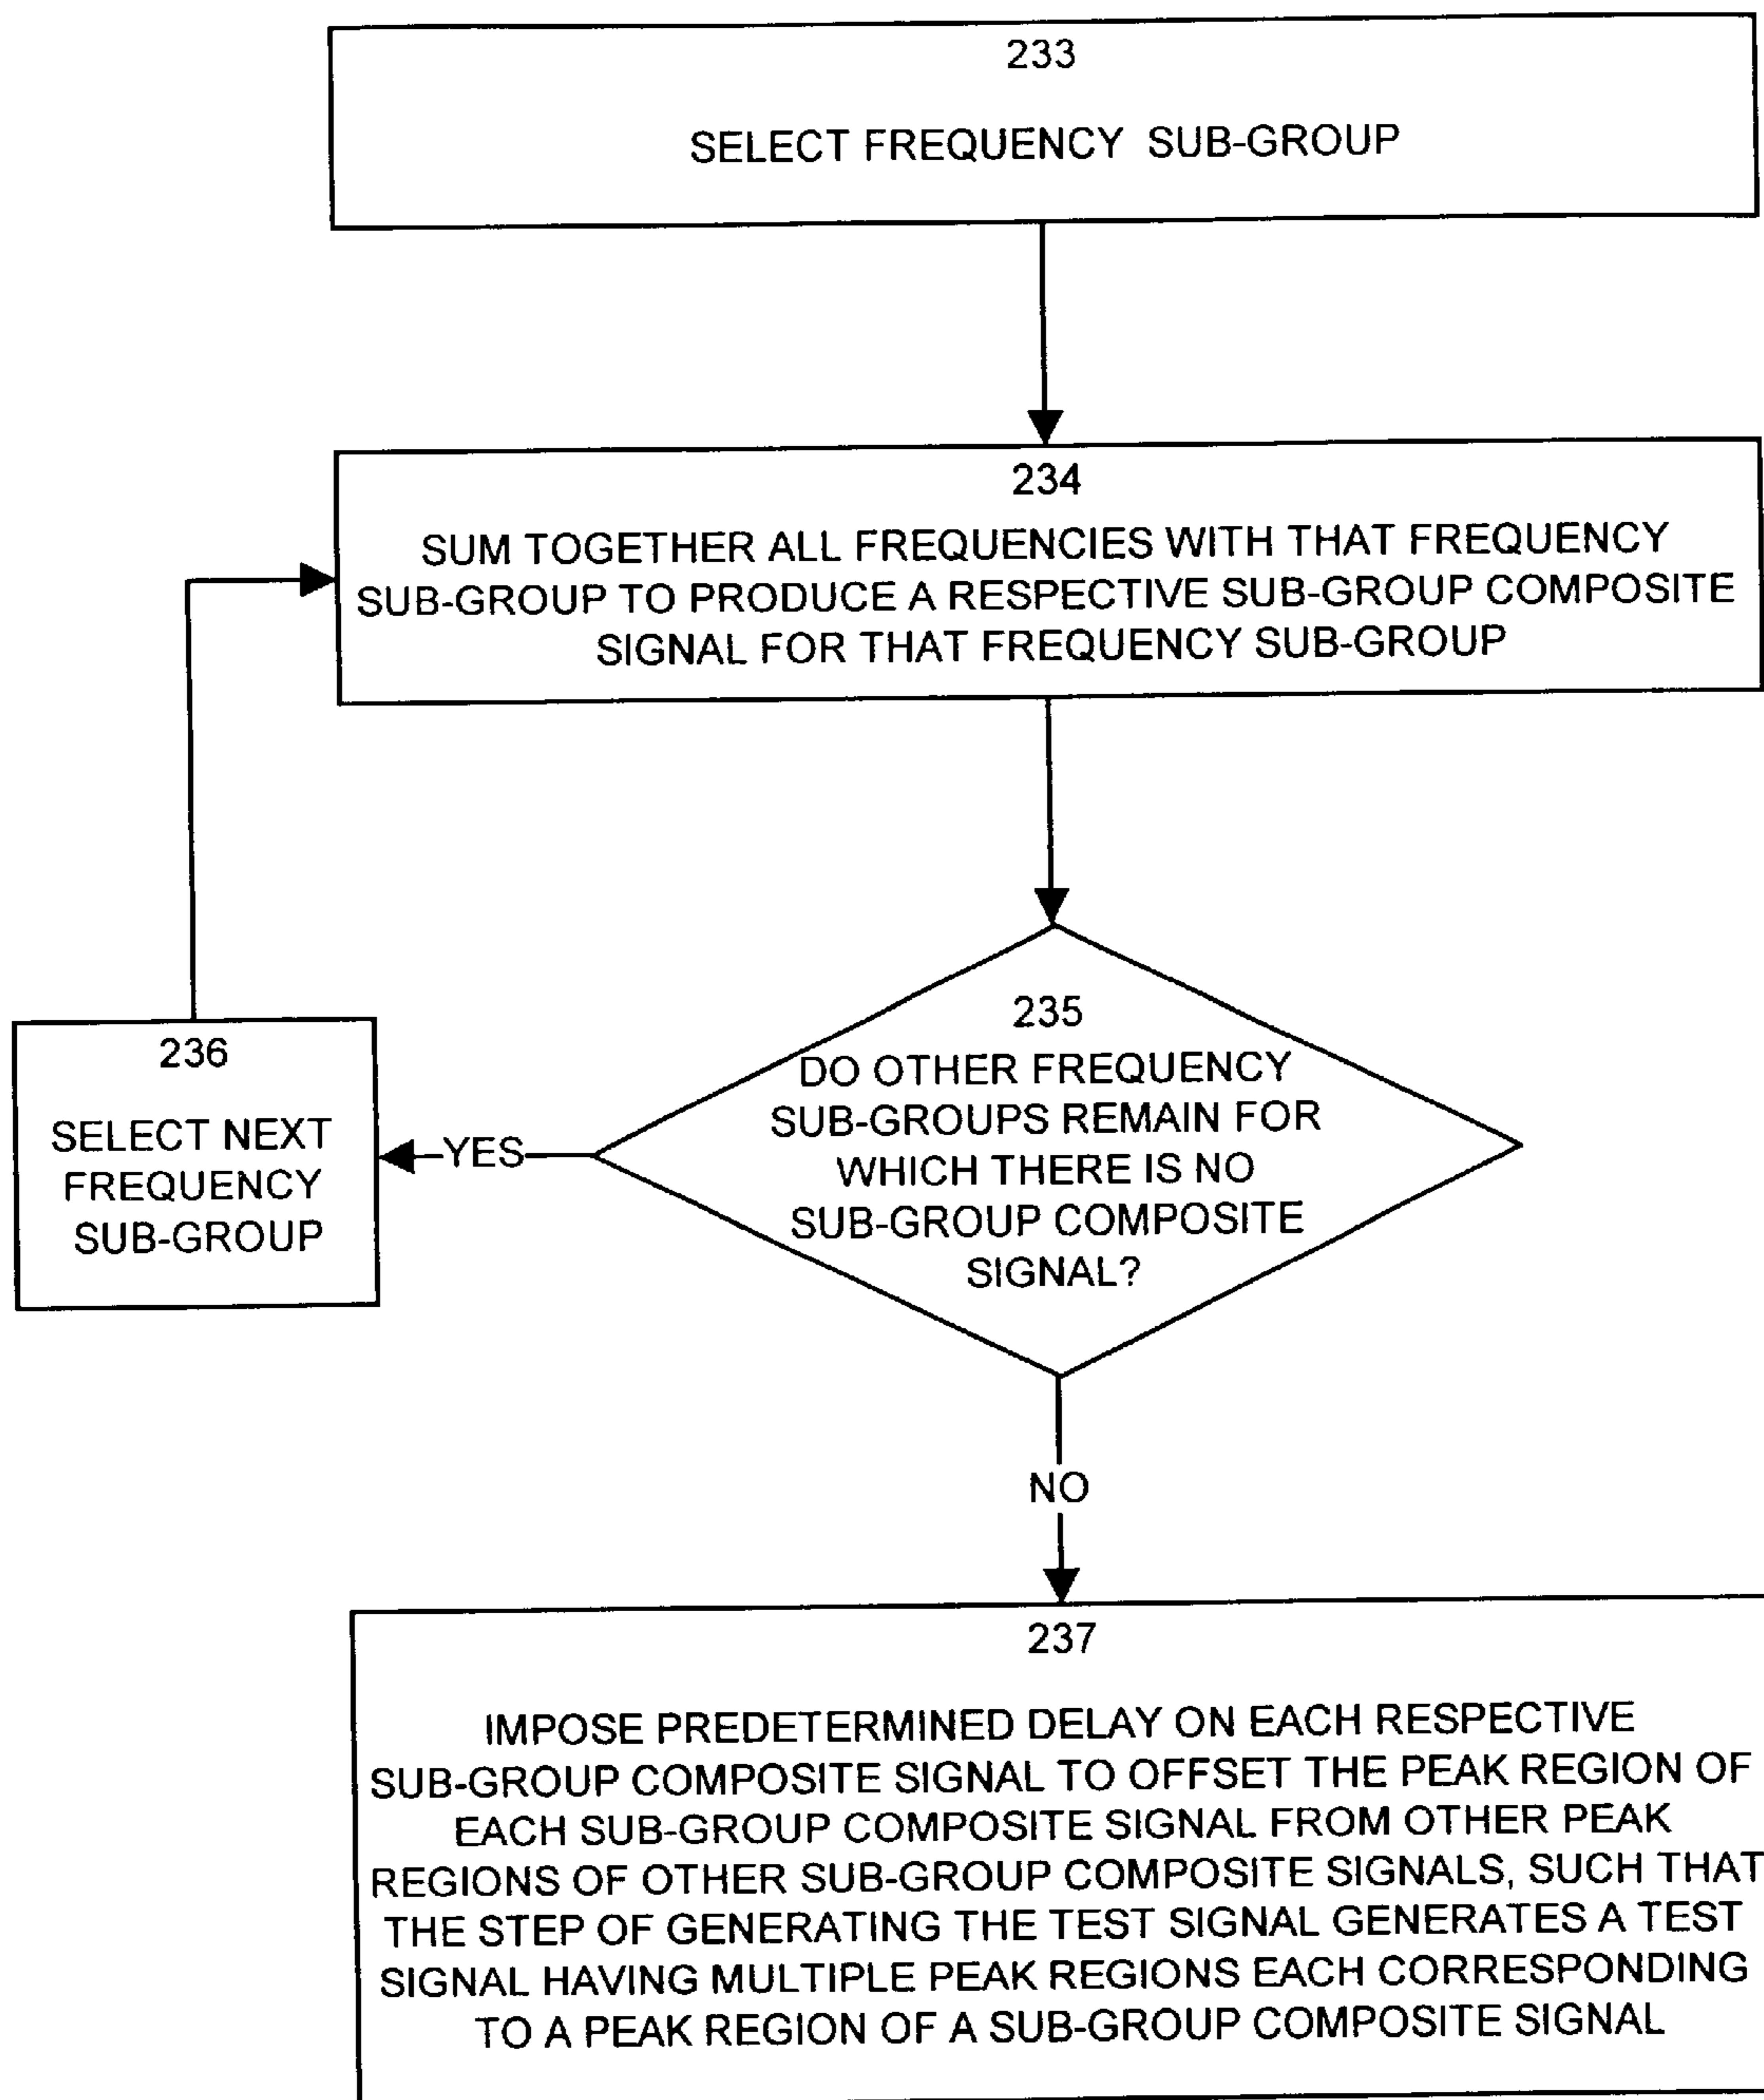 233
SELECT FREQUENCY SUB-GROUP
234
SUM TOGETHER ALL FREQUENCIES WITH THAT FREQUENCY
SUB-GROUP TO PRODUCE A RESPECTIVE SUB-GROUP COMPOSITE
SIGNAL FOR THAT FREQUENCY SUB-GROUP
235
DO OTHER FREQUENCY
SUB-GROUPS REMAIN FOR
WHICH THERE IS NO
SUB-GROUP COMPOSITE
SIGNAL?
YES
236
SELECT NEXT
FREQUENCY
SUB-GROUP
NO
237
IMPOSE PREDETERMINED DELAY ON EACH RESPECTIVE
SUB-GROUP COMPOSITE SIGNAL TO OFFSET THE PEAK REGION OF
EACH SUB-GROUP COMPOSITE SIGNAL FROM OTHER PEAK
REGIONS OF OTHER SUB-GROUP COMPOSITE SIGNALS, SUCH THAT
THE STEP OF GENERATING THE TEST SIGNAL GENERATES A TEST
SIGNAL HAVING MULTIPLE PEAK REGIONS EACH CORRESPONDING
TO A PEAK REGION OF A SUB-GROUP COMPOSITE SIGNAL